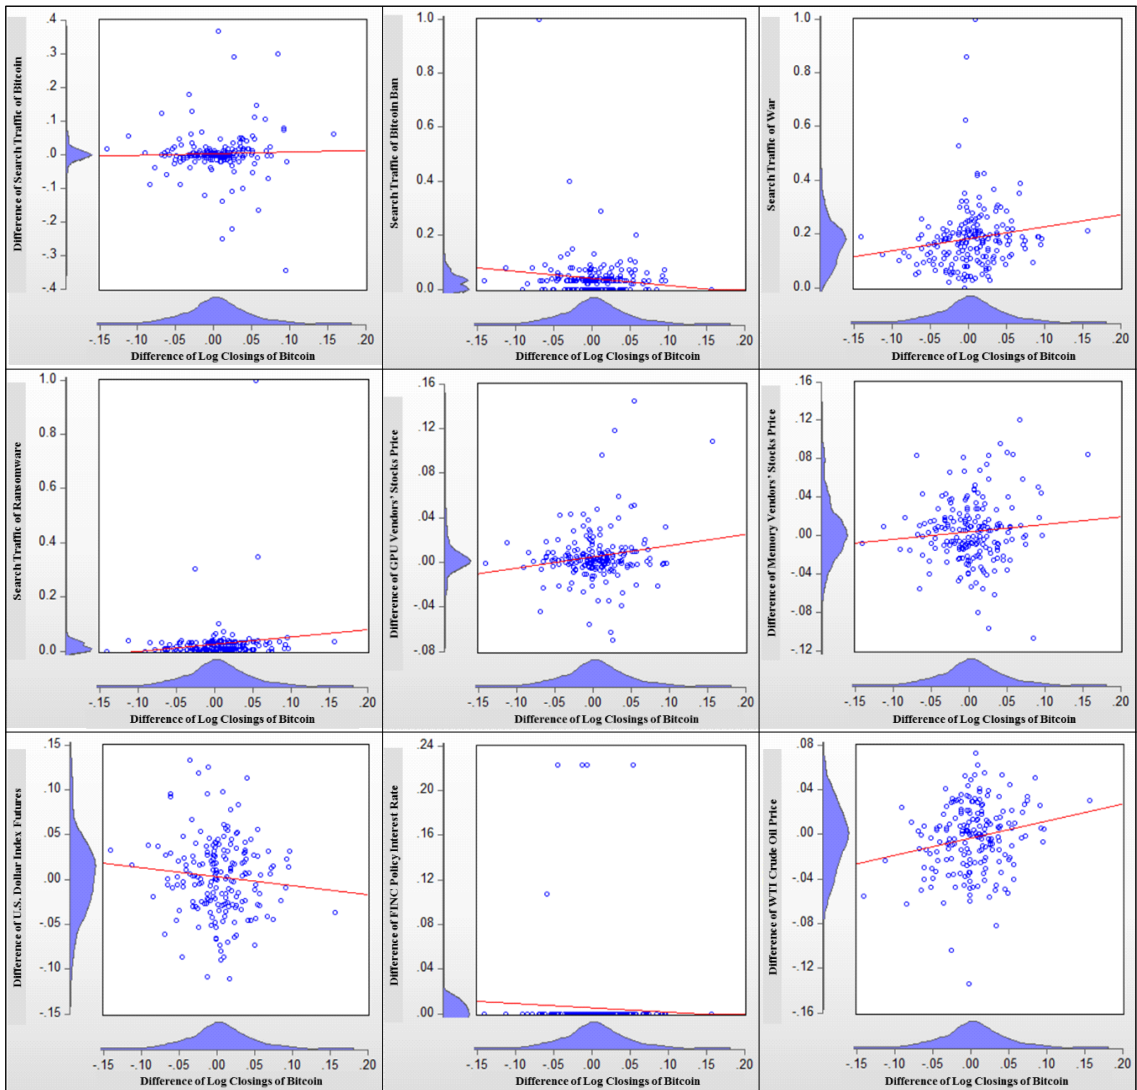 Difference of Search Traffic of Bitcoin
.4
.3
.2
.1
.0
-.1
-.2
-.3
-.4
-.15 -.10 -.05 .00 .05 .10 .15 .20
Difference of Log Closings of Bitcoin
Search Traffic of Bitcoin Ban
1.0
0.8
0.6
0.4
0.2
0.0
-.15 -.10 -.05 .00 .05 .10 .15 .20
Difference of Log Closings of Bitcoin
Search Traffic of War
1.0
0.8
0.6
0.4
0.2
0.0
-.15 -.10 -.05 .00 .05 .10 .15 .20
Difference of Log Closings of Bitcoin
Search Traffic of Ransomware
1.0
0.8
0.6
0.4
0.2
0.0
-.15 -.10 -.05 .00 .05 .10 .15 .20
Difference of Log Closings of Bitcoin
Difference of GPU Vendors' Stocks Price
.16
.12
.08
.04
.00
-.04
-.08
-.15 -.10 -.05 .00 .05 .10 .15 .20
Difference of Log Closings of Bitcoin
Difference of Memory Vendors' Stocks Price
.16
.12
.08
.04
.00
-.04
-.08
-.12
-.15 -.10 -.05 .00 .05 .10 .15 .20
Difference of Log Closings of Bitcoin
Difference of U.S. Dollar Index Futures
.15
.10
.05
.00
-.05
-.10
-.15
-.15 -.10 -.05 .00 .05 .10 .15 .20
Difference of Log Closings of Bitcoin
Difference of FINC Policy Interest Rate
.24
.20
.16
.12
.08
.04
.00
-.15 -.10 -.05 .00 .05 .10 .15 .20
Difference of Log Closings of Bitcoin
Difference of WTI Crude Oil Price
.08
.04
.00
-.04
-.08
-.12
-.16
-.15 -.10 -.05 .00 .05 .10 .15 .20
Difference of Log Closings of Bitcoin